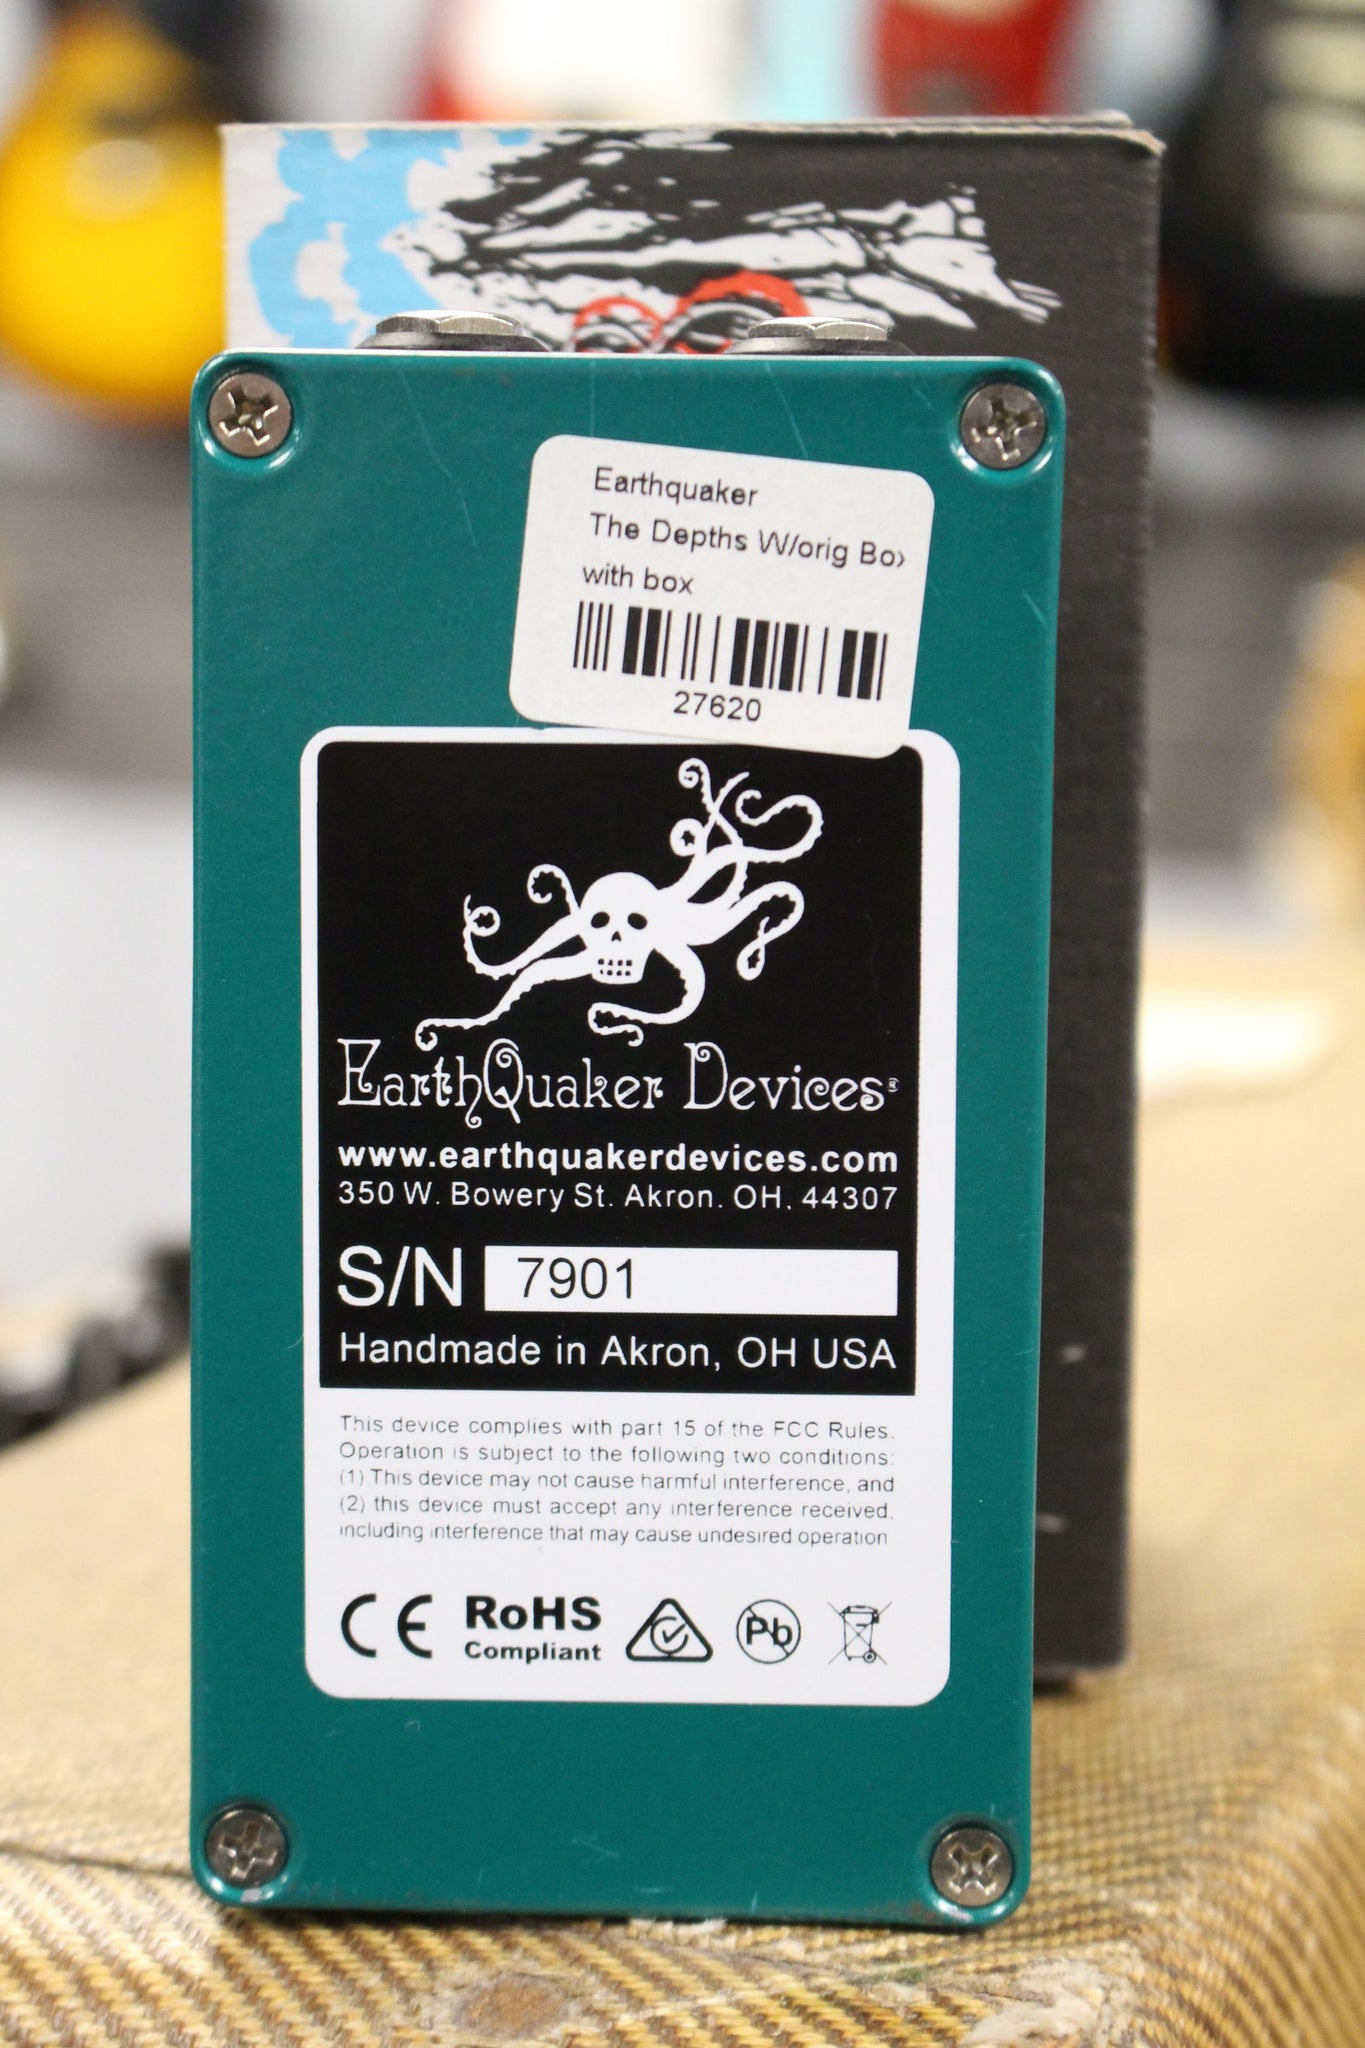 Earthquaker
The Depths W/orig Box
with box
27620
EarthQuaker Devices®
www.earthquakerdevices.com
350 W. Bowery St. Akron. OH. 44307
S/N 7901
Handmade in Akron, OH USA
This device complies with part 15 of the FCC Rules.
Operation is subject to the following two conditions:
(1) This device may not cause harmful interference, and
(2) this device must accept any interference received,
including interference that may cause undesired operation.
CE RoHS Pb
Compliant